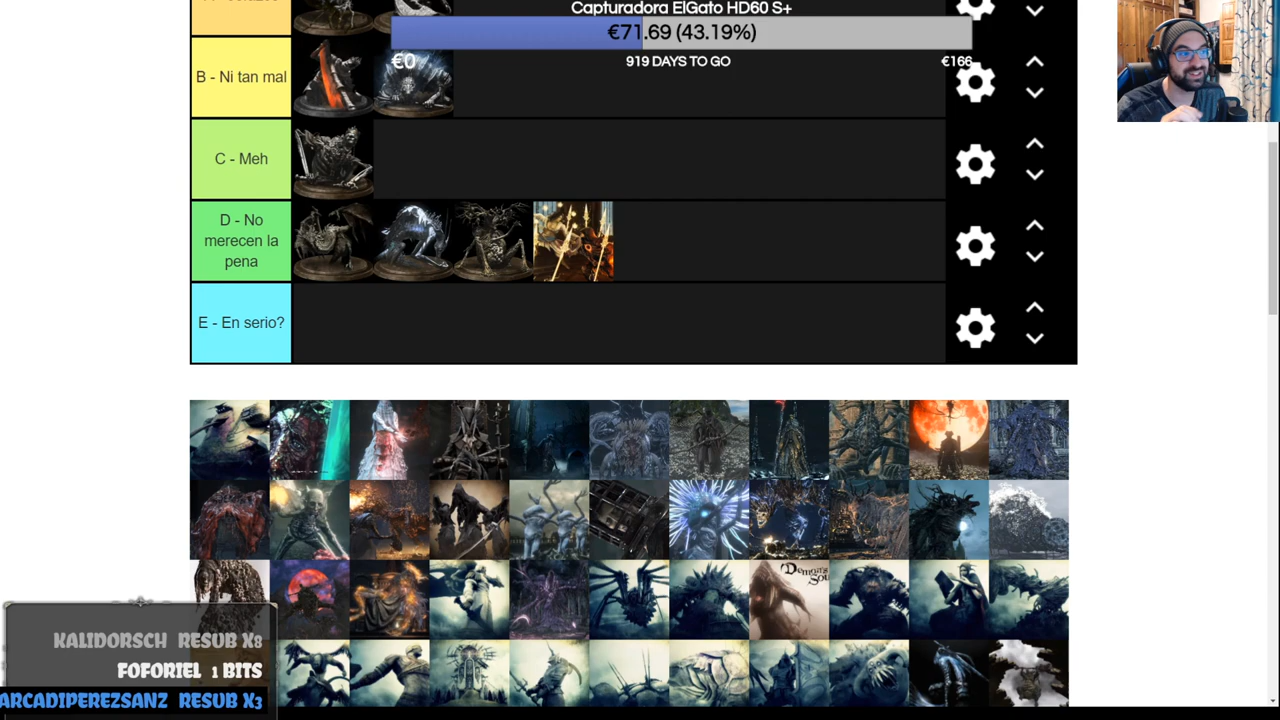 Capturadora ElGato HD60 S+
€71.69 (43.19%)
€0
919 DAYS TO GO
€166
B - Ni tan mal
C - Meh
D - No
merecen la
pena
E - En serio?
Demon's
Soul
KALIDORSCH RESUB X8
FOFORIEL 1 BITS
ARCADIPEREZSANZ RESUB X3